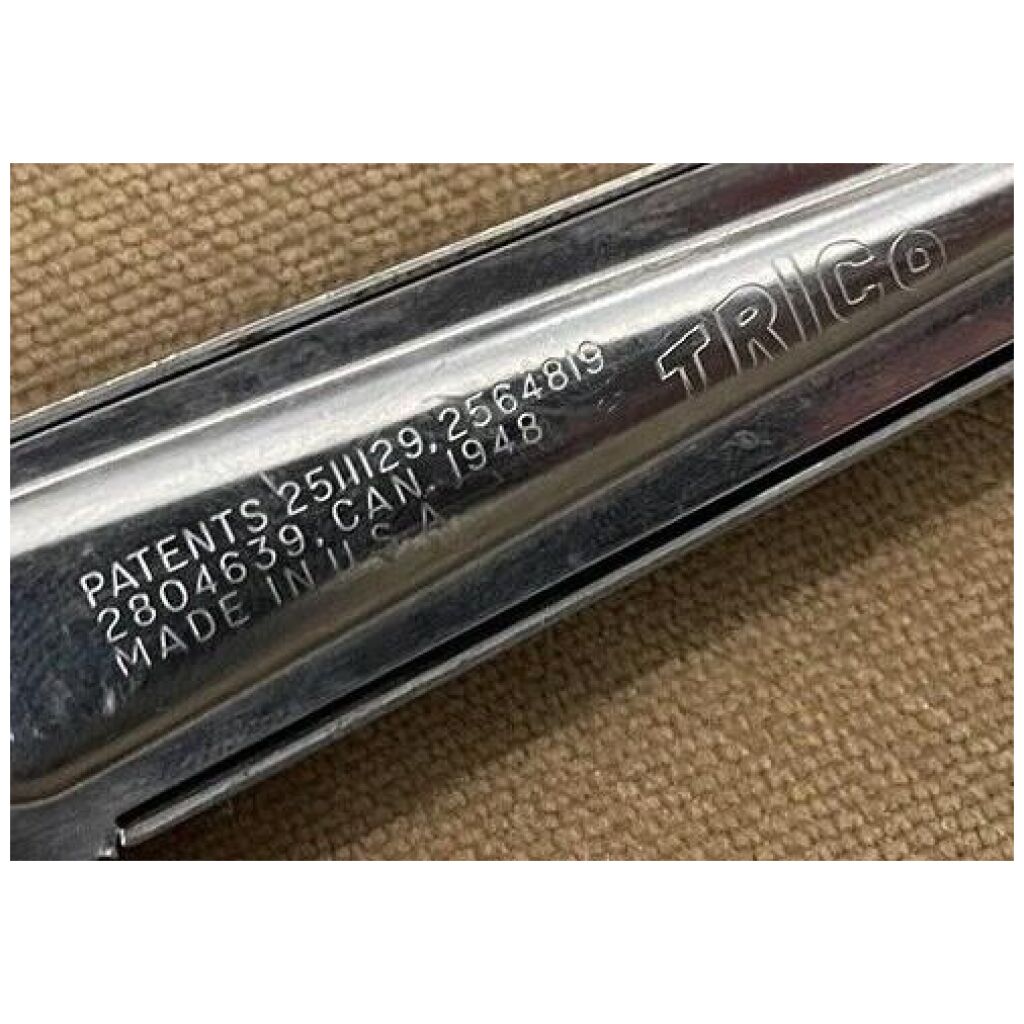 TRICO
PATENTS 2511129, 2564819
2804639, CAN. 1948
MADE IN U.S.A.